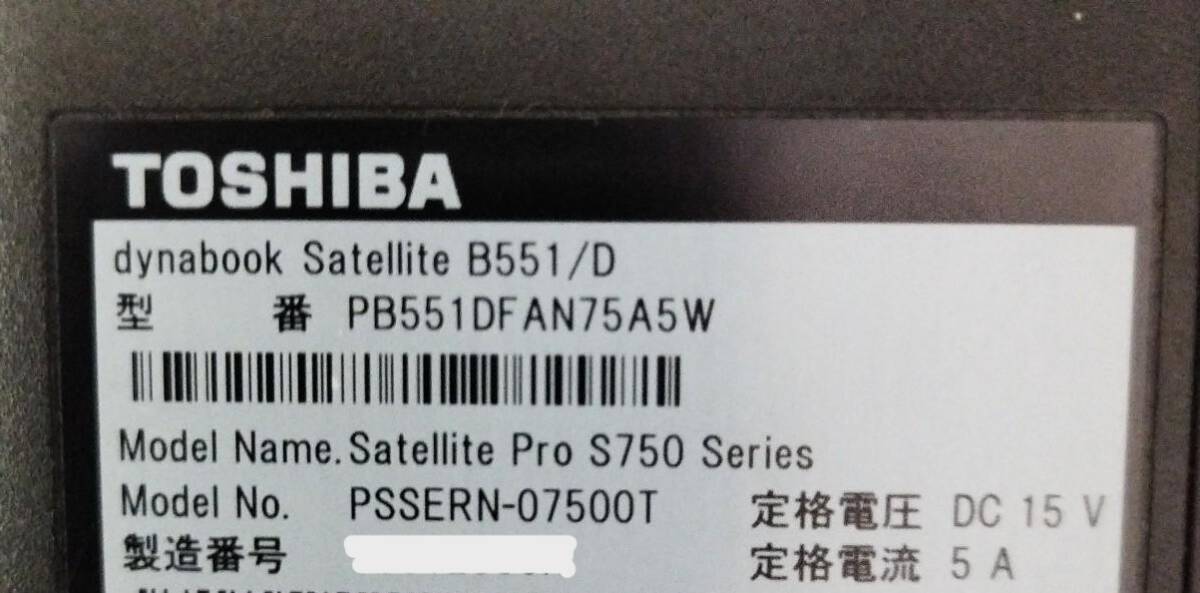 TOSHIBA
dynabook Satellite B551/D
型 番 PB551DFAN75A5W
Model Name. Satellite Pro S750 Series
Model No. PSSERN-07500T 定格電圧 DC 15 V
製造番号 定格電流 5 A